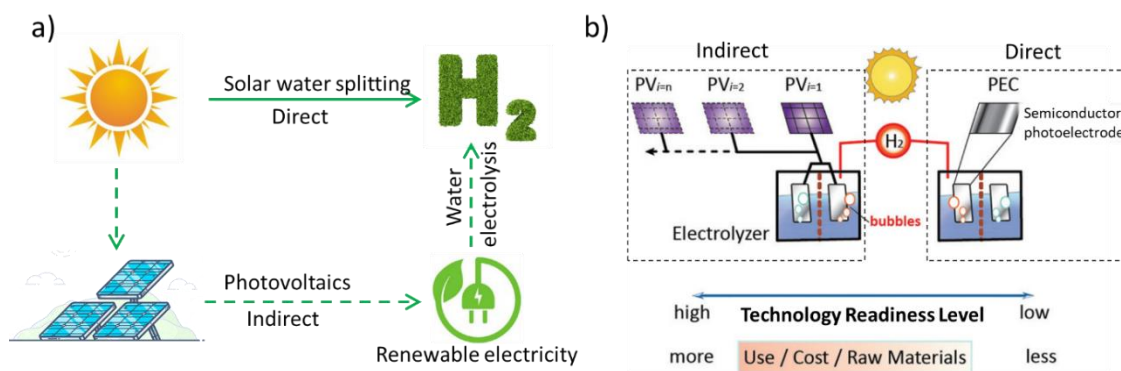 a)
Solar water splitting
Direct
H2
Water
electrolysis
Photovoltaics
Indirect
Renewable electricity
b)
Indirect
Direct
PVi=n
PVi=2
PVi=1
PEC
Semiconductor
photoelectrode
H2
Electrolyzer
bubbles
high
Technology Readiness Level
low
more
Use / Cost / Raw Materials
less